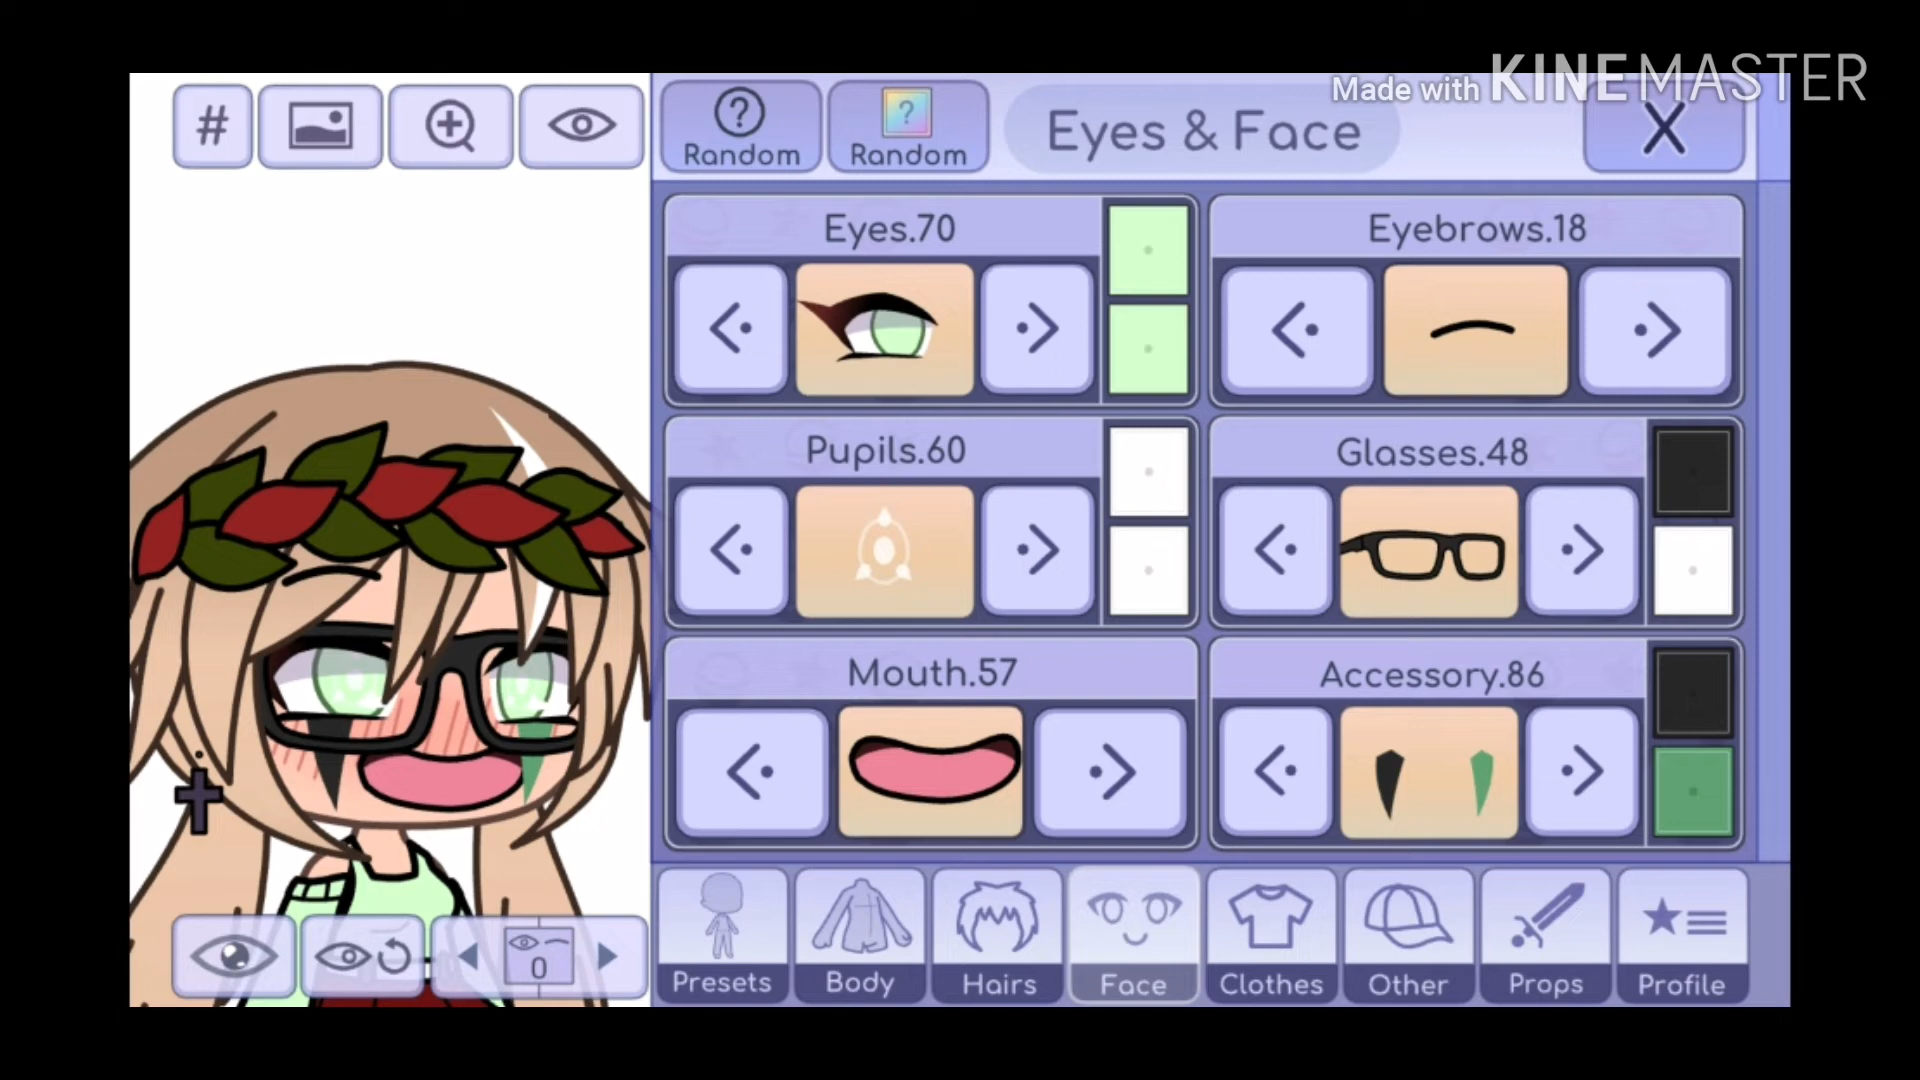 Made with KINEMASTER
#
? Random
? Random
Eyes & Face
X
Eyes.70
Eyebrows.18
Pupils.60
Glasses.48
Mouth.57
Accessory.86
0
Presets
Body
Hairs
Face
Clothes
Other
Props
Profile